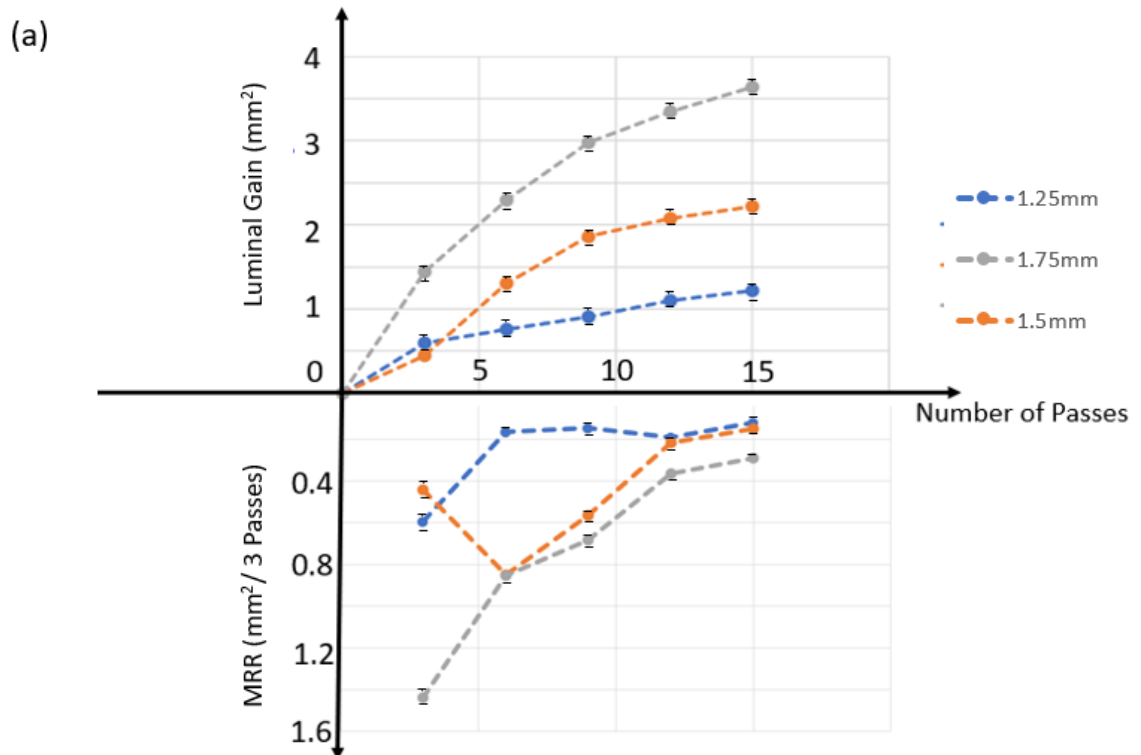 (a)
Luminal Gain (mm²)
4
3
2
1
0
5
10
15
Number of Passes
MRR (mm²/ 3 Passes)
0.4
0.8
1.2
1.6
1.25mm
1.75mm
1.5mm